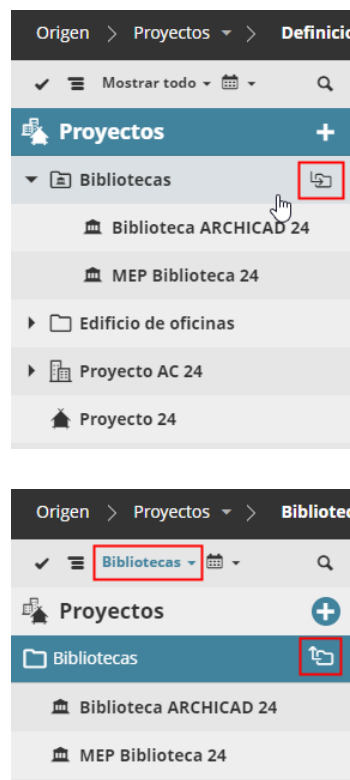 Origen > Proyectos > Definicio
Mostrar todo
Proyectos
Bibliotecas
Biblioteca ARCHICAD 24
MEP Biblioteca 24
Edificio de oficinas
Proyecto AC 24
Proyecto 24
Origen > Proyectos > Bibliotec
Bibliotecas
Proyectos
Bibliotecas
Biblioteca ARCHICAD 24
MEP Biblioteca 24